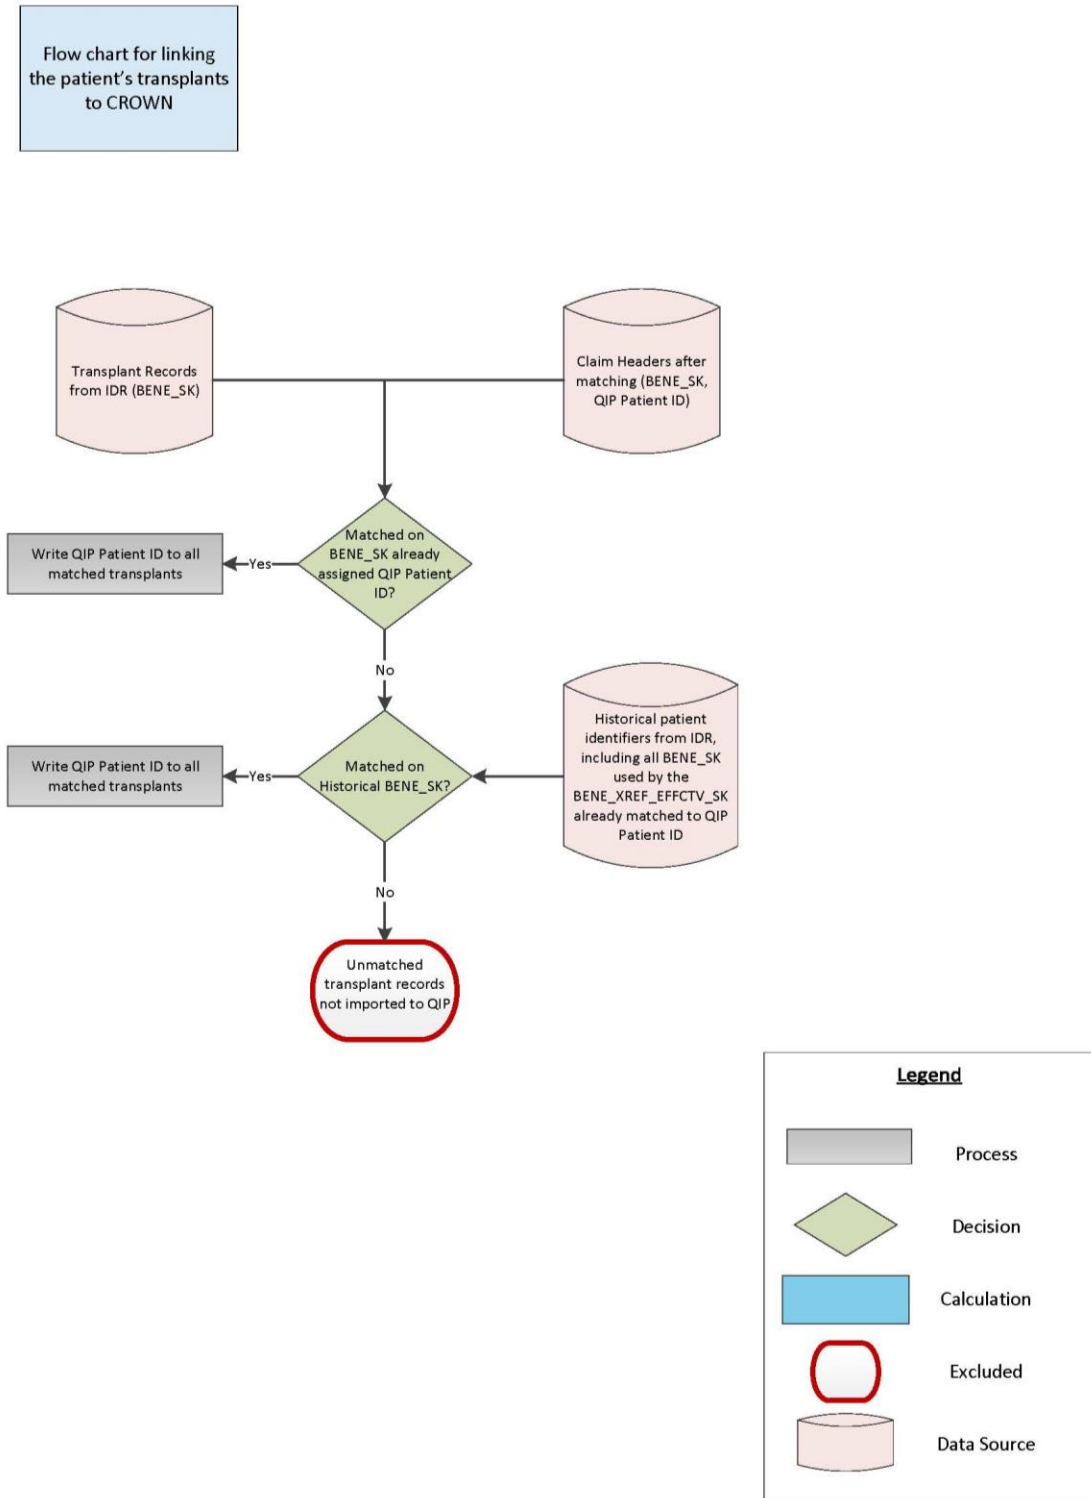 Flow chart for linking
the patient's transplants
to CROWN
Transplant Records
from IDR (BENE_SK)
Claim Headers after
matching (BENE_SK,
QIP Patient ID)
Matched on
BENE_SK already
assigned QIP Patient
ID?
Yes
Write QIP Patient ID to all
matched transplants
No
Historical patient
identifiers from IDR,
including all BENE_SK
used by the
BENE_XREF_EFFCTV_SK
already matched to QIP
Patient ID
Matched on
Historical BENE_SK?
Yes
Write QIP Patient ID to all
matched transplants
No
Unmatched
transplant records
not imported to QIP
Legend
Process
Decision
Calculation
Excluded
Data Source